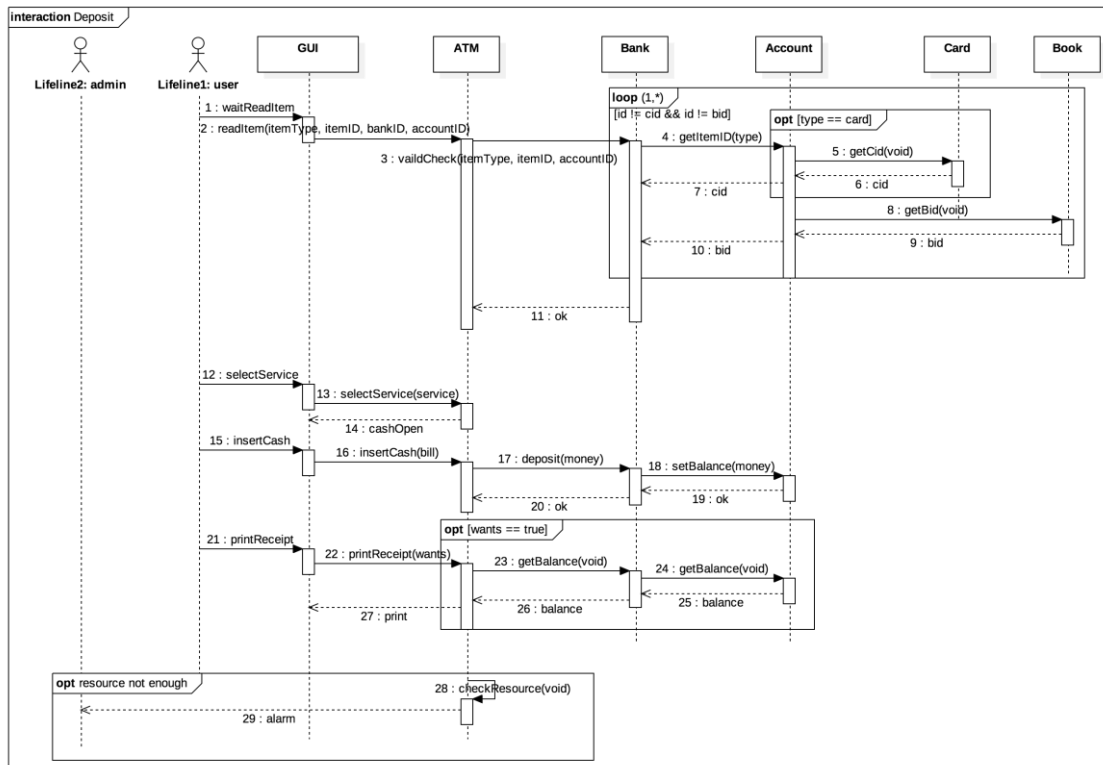 interaction Deposit
GUI
ATM
Bank
Account
Card
Book
Lifeline2: admin
Lifeline1: user
loop (1,*)
[id != cid && id != bid]
opt [type == card]
1 : waitReadItem
2 : readItem(itemType, itemID, bankID, accountID)
3 : vaildCheck(itemType, itemID, accountID)
4 : getItemID(type)
5 : getCid(void)
6 : cid
7 : cid
8 : getBid(void)
9 : bid
10 : bid
11 : ok
12 : selectService
13 : selectService(service)
14 : cashOpen
15 : insertCash
16 : insertCash(bill)
17 : deposit(money)
18 : setBalance(money)
19 : ok
20 : ok
opt [wants == true]
21 : printReceipt
22 : printReceipt(wants)
23 : getBalance(void)
24 : getBalance(void)
25 : balance
26 : balance
27 : print
opt resource not enough
28 : checkResource(void)
29 : alarm